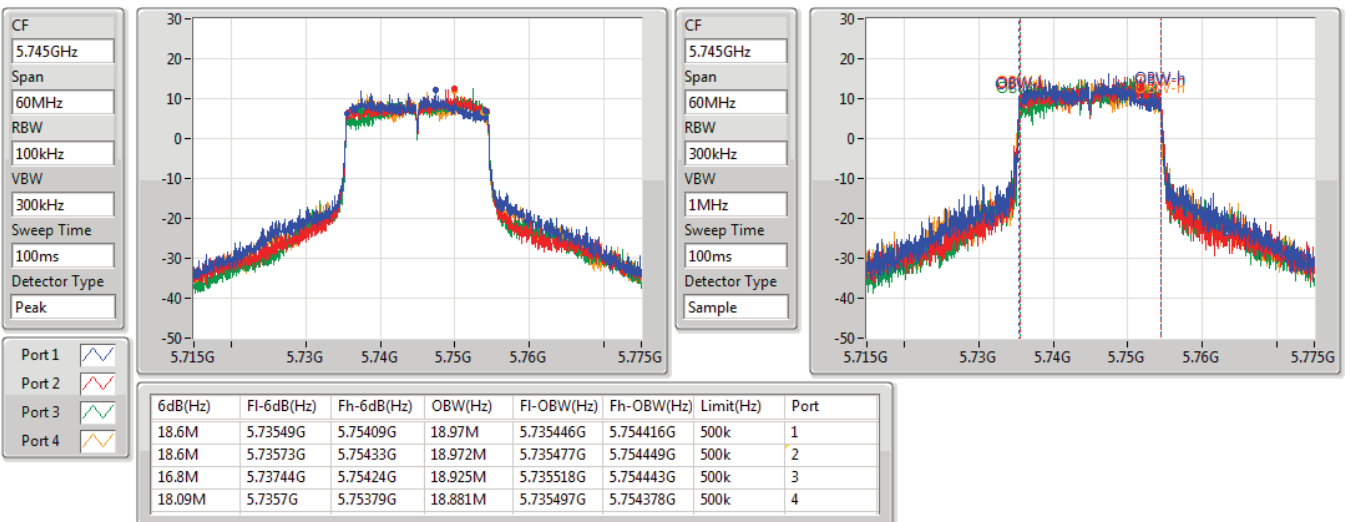 CF
5.745GHz
Span
60MHz
RBW
100kHz
VBW
300kHz
Sweep Time
100ms
Detector Type
Peak
Port 1
Port 2
Port 3
Port 4
30
20
10
0
-10
-20
-30
-40
-50
5.715G 5.73G 5.74G 5.75G 5.76G 5.775G
CF
5.745GHz
Span
60MHz
RBW
300kHz
VBW
1MHz
Sweep Time
100ms
Detector Type
Sample
30
20
10
0
-10
-20
-30
-40
-50
OBW-l OBW-h
5.715G 5.73G 5.74G 5.75G 5.76G 5.775G
6dB(Hz) Fl-6dB(Hz) Fh-6dB(Hz) OBW(Hz) Fl-OBW(Hz) Fh-OBW(Hz) Limit(Hz) Port
18.6M 5.73549G 5.75409G 18.97M 5.735446G 5.754416G 500k 1
18.6M 5.73573G 5.75433G 18.972M 5.735477G 5.754449G 500k 2
16.8M 5.73744G 5.75424G 18.925M 5.735518G 5.754443G 500k 3
18.09M 5.7357G 5.75379G 18.881M 5.735497G 5.754378G 500k 4